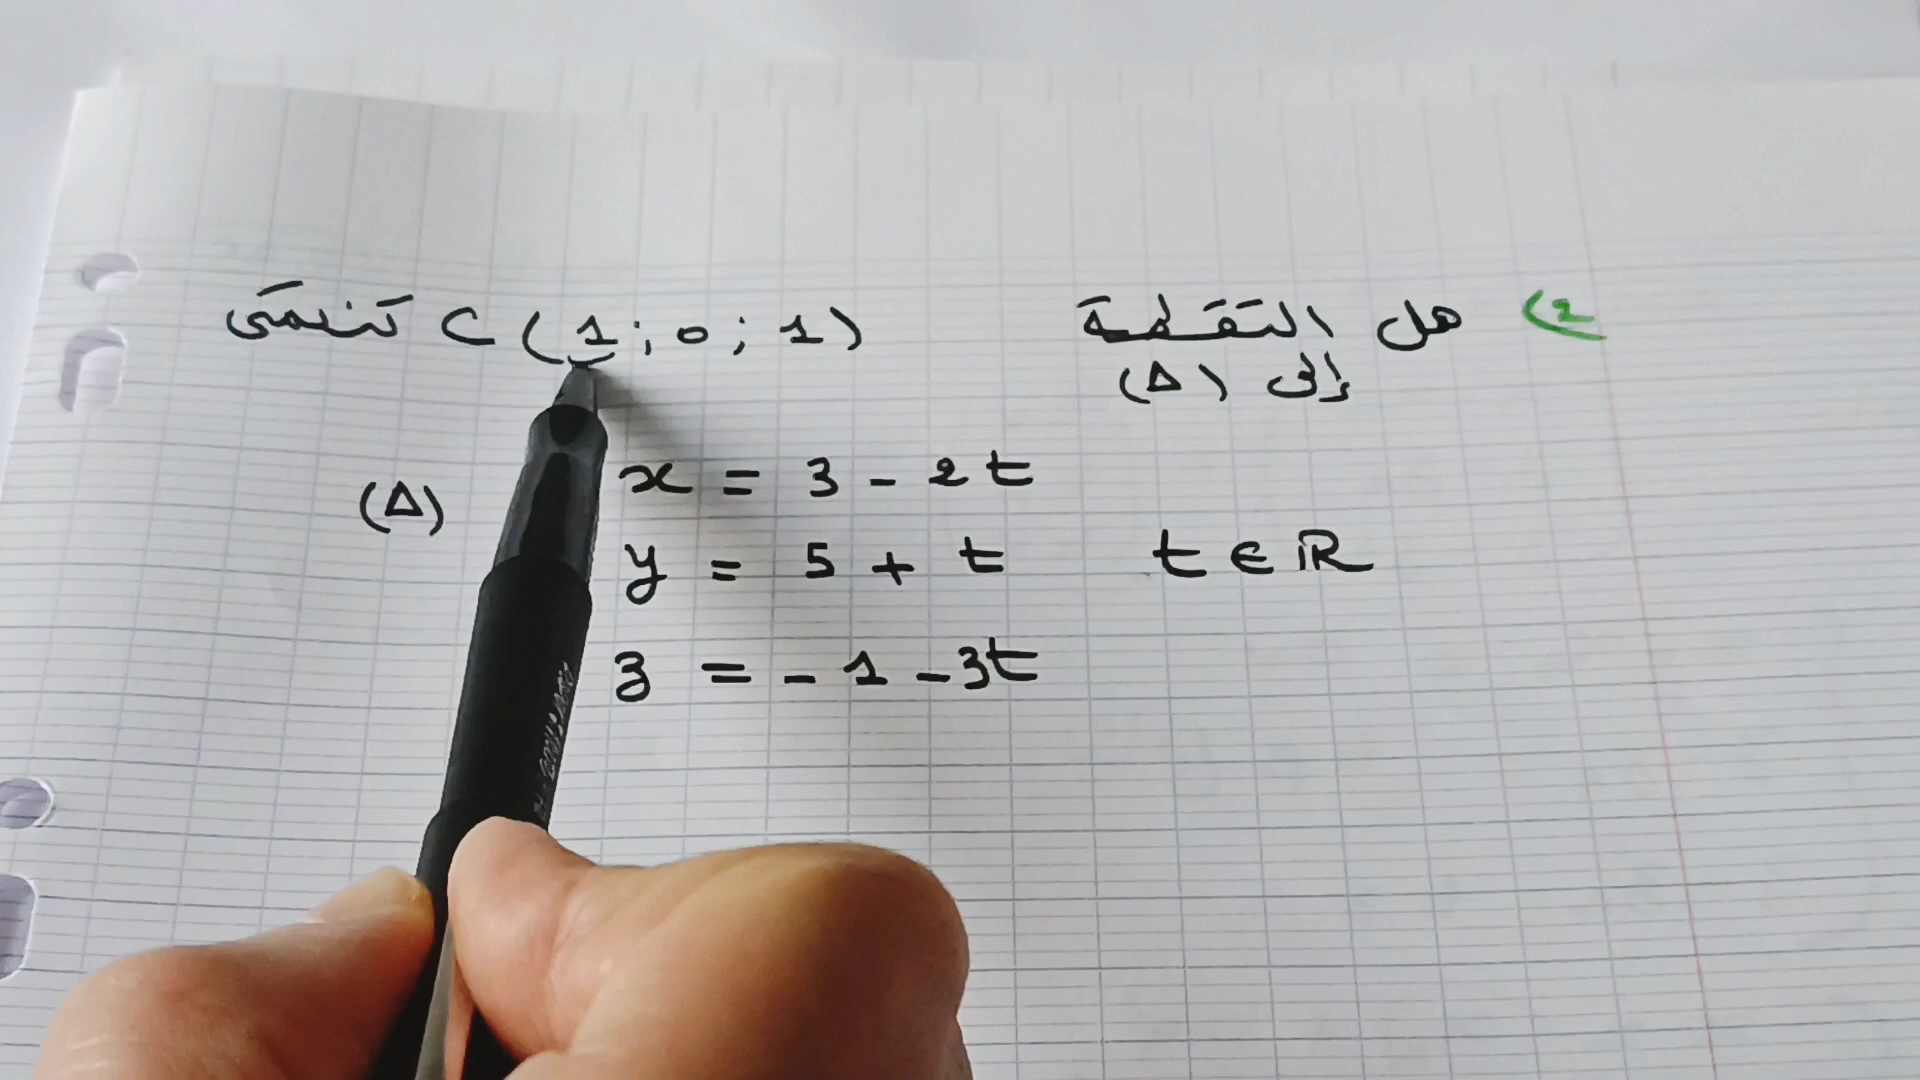 2) هل النقطة C (1 ; 0 ; 1) تنتمي
إلى (Δ)
x = 3 - 2t
(Δ)
y = 5 + t t ∈ ℝ
z = - 1 - 3t